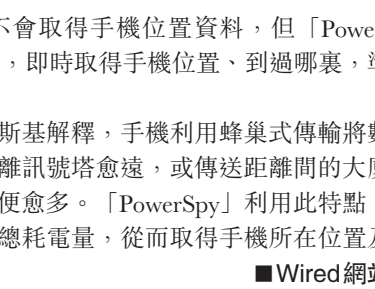 不會取得手機位置資料，但「Powe
，即時取得手機位置、到過哪裏，
斯基解釋，手機利用蜂巢式傳輸將
離訊號塔愈遠，或傳送距離間的大
便愈多。「PowerSpy」利用此特點，
總耗電量，從而取得手機所在位置及
■Wired網